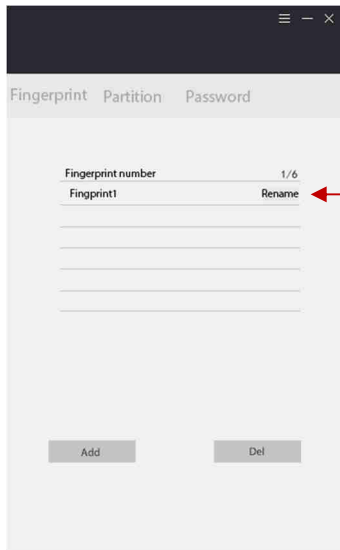 Fingerprint Partition Password
Fingerprint number 1/6
Fingprint1 Rename
Add Del